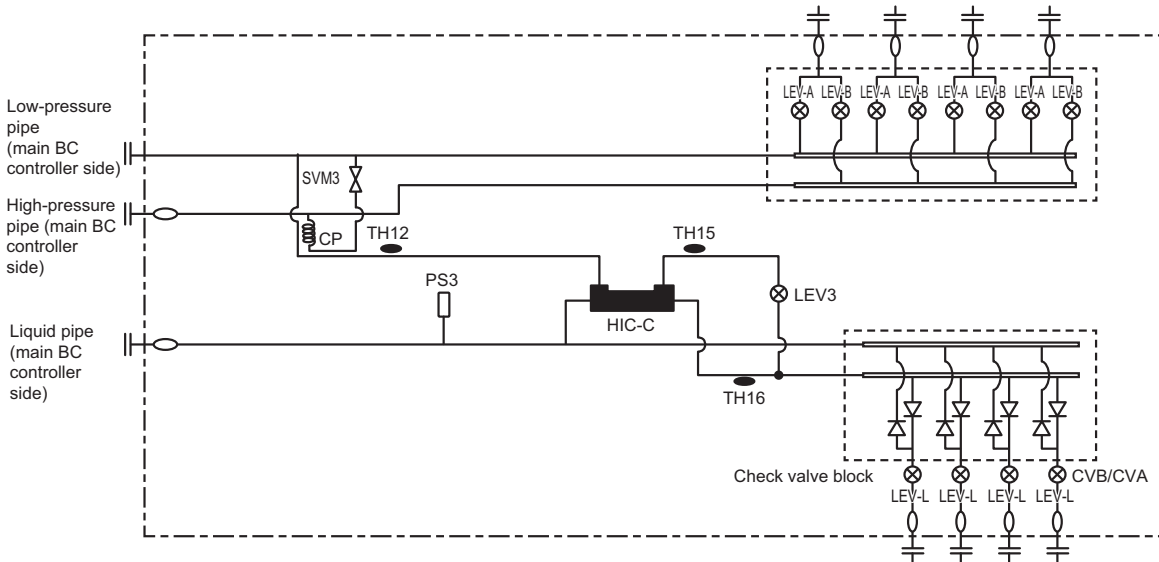 LEV-A LEV-B LEV-A LEV-B LEV-A LEV-B LEV-A LEV-B
Low-pressure
pipe
(main BC
controller side)
SVM3
High-pressure
pipe (main BC
controller
side)
CP
TH12
TH15
PS3
LEV3
HIC-C
Liquid pipe
(main BC
controller
side)
TH16
Check valve block
CVB/CVA
LEV-L LEV-L LEV-L LEV-L